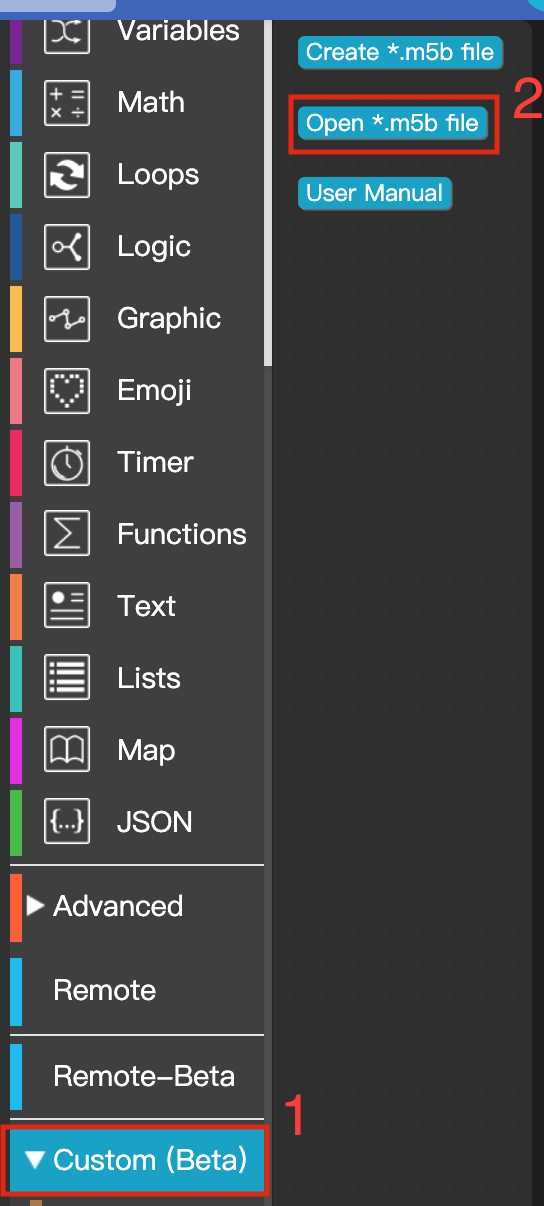 Variables
Math
Loops
Logic
Graphic
Emoji
Timer
Functions
Text
Lists
Map
JSON
Advanced
Remote
Remote-Beta
Custom (Beta)
1
Create *.m5b file
Open *.m5b file
2
User Manual